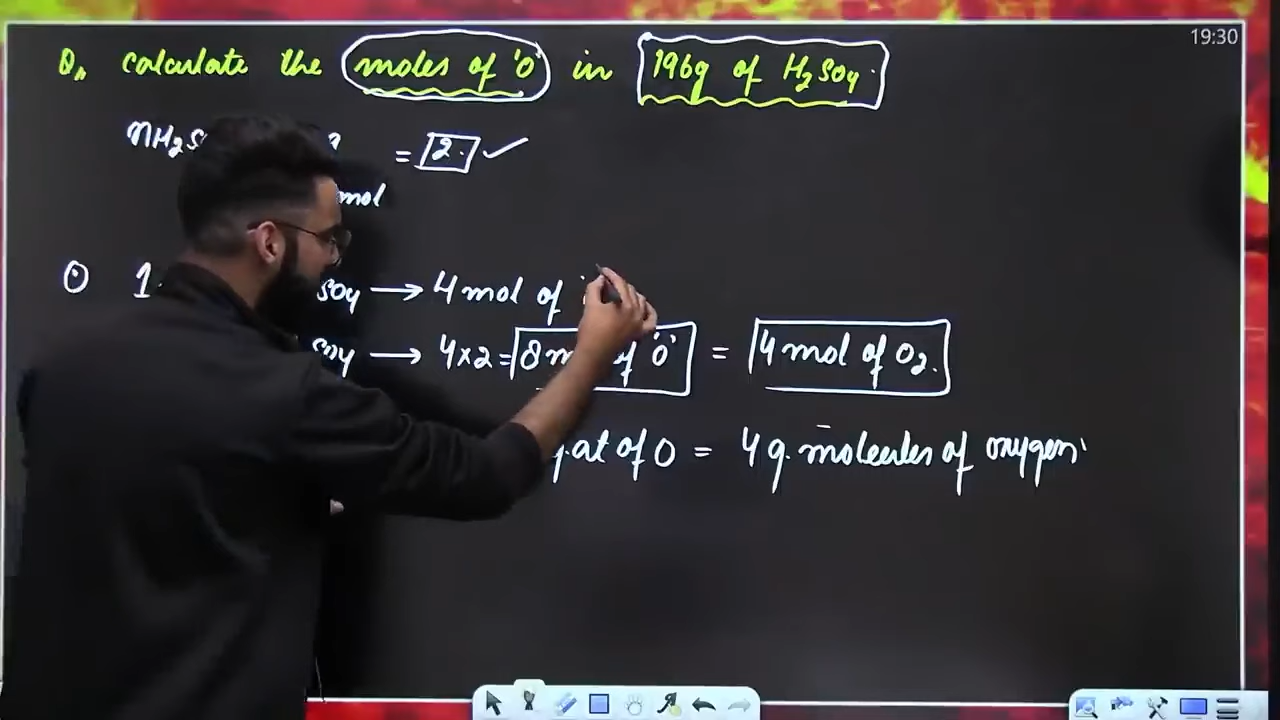 19:30
Q. calculate the moles of 'O' in 196g of H₂SO₄.
nH₂S = 2.
mol
⊙ 1 SO₄ → 4 mol of
SO₄ → 4×2 = 8 m of 'O' = 4 mol of O₂.
g.at of O = 4 g. molecules of oxygen.